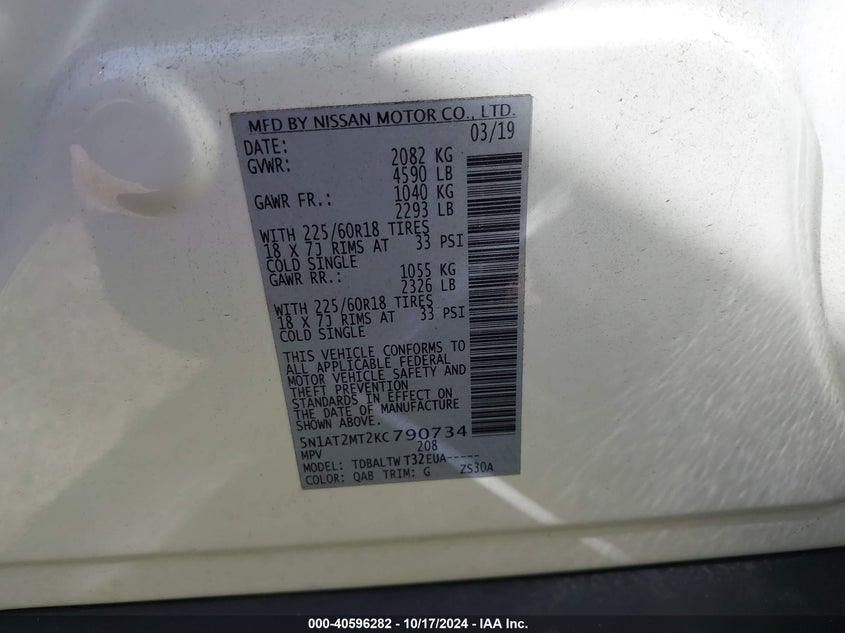 MFD BY NISSAN MOTOR CO., LTD.
DATE: 03/19
GVWR: 2082 KG
4590 LB
GAWR FR.: 1040 KG
2293 LB
WITH 225/60R18 TIRES
18 X 7J RIMS AT 33 PSI
COLD SINGLE
GAWR RR.: 1055 KG
2326 LB
WITH 225/60R18 TIRES
18 X 7J RIMS AT 33 PSI
COLD SINGLE
THIS VEHICLE CONFORMS TO
ALL APPLICABLE FEDERAL
MOTOR VEHICLE SAFETY AND
THEFT PREVENTION
STANDARDS IN EFFECT ON
THE DATE OF MANUFACTURE
SHOWN ABOVE.
5N1AT2MT2KC790734
MPV 208
MODEL: TDBALTW T32EUA-----
COLOR: QAB TRIM: G ZS30A
000-40596282 - 10/17/2024 - IAA Inc.